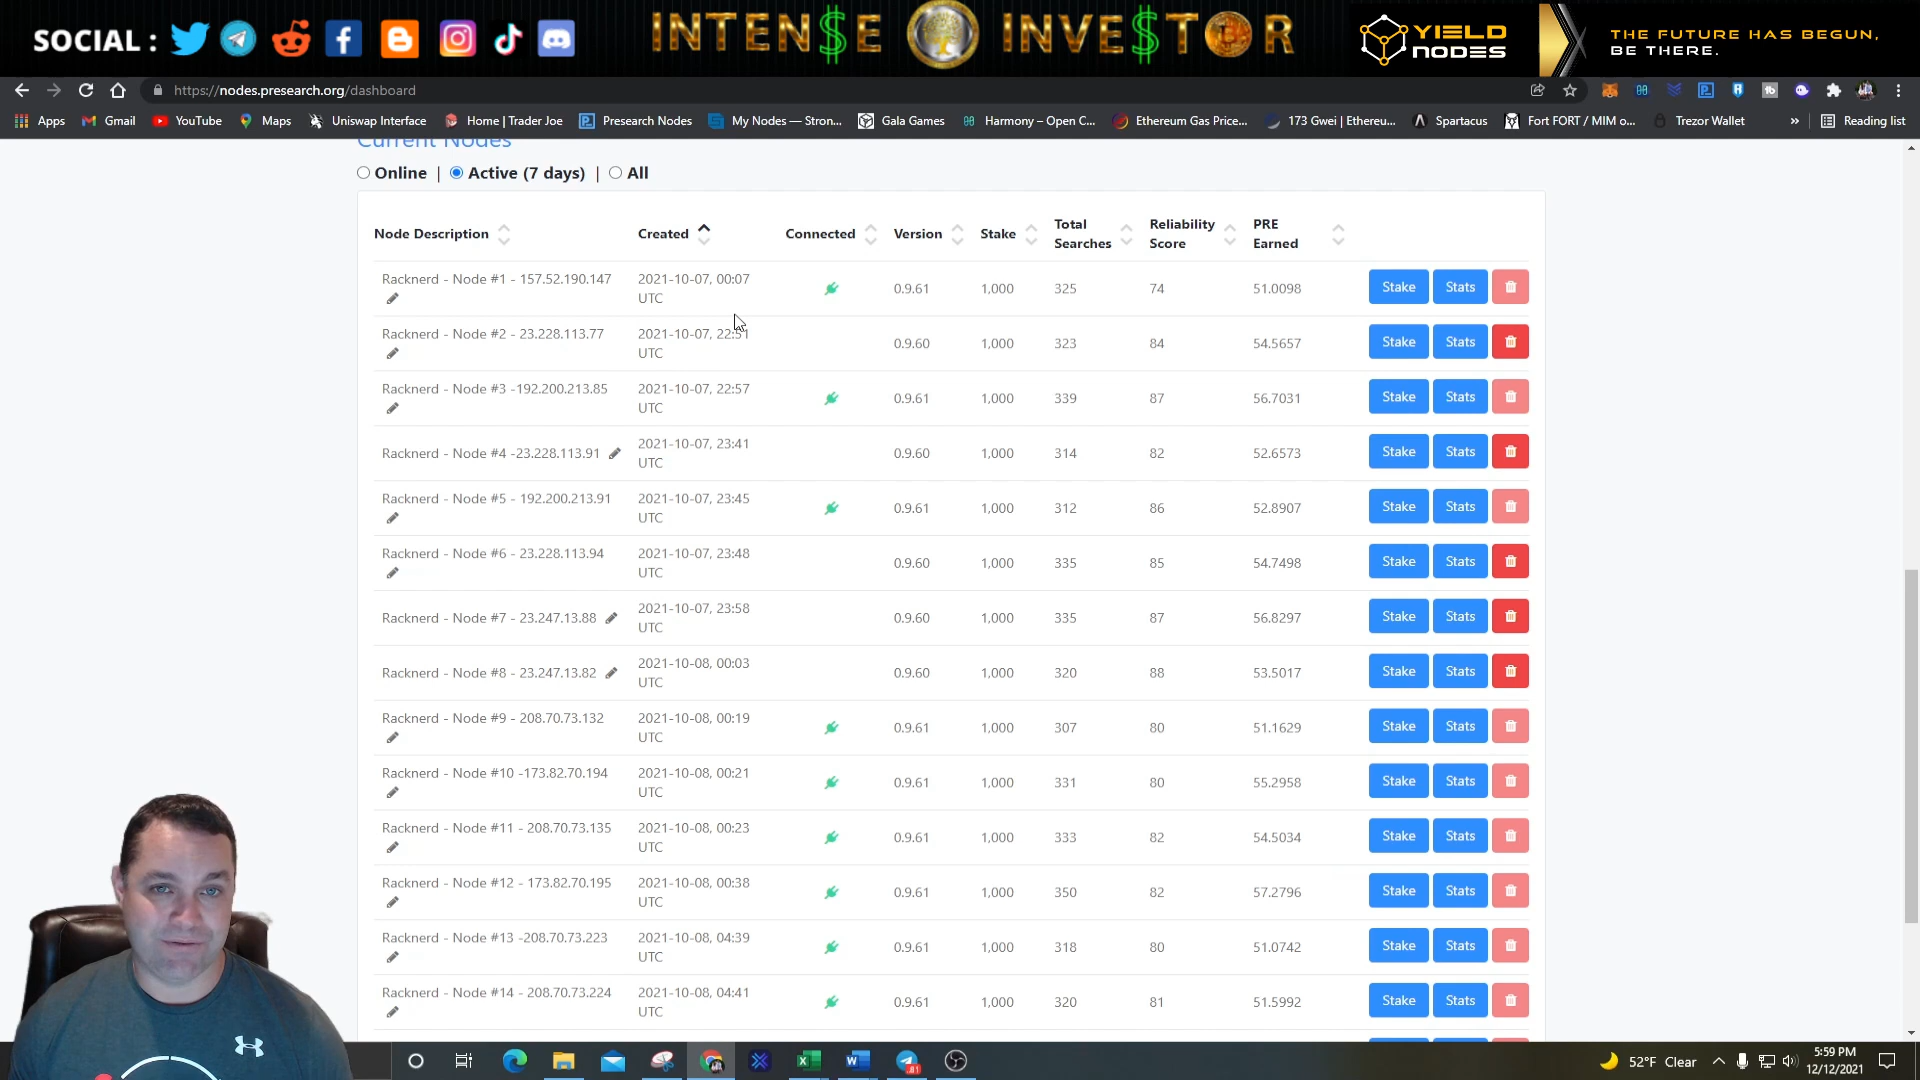 SOCIAL :
INTEN$E INVE$TOR
YIELD NODES
THE FUTURE HAS BEGUN,
BE THERE.
https://nodes.presearch.org/dashboard
Apps Gmail YouTube Maps Uniswap Interface Home | Trader Joe Presearch Nodes My Nodes — Stron... Gala Games Harmony – Open C... Ethereum Gas Price... 173 Gwei | Ethereu... Spartacus Fort FORT / MIM o... Trezor Wallet » Reading list
Current Nodes
Online | Active (7 days) | All
Node Description Created Connected Version Stake Total Searches Reliability Score PRE Earned
Racknerd - Node #1 - 157.52.190.147 2021-10-07, 00:07 UTC 0.9.61 1,000 325 74 51.0098 Stake Stats
Racknerd - Node #2 - 23.228.113.77 2021-10-07, 22:51 UTC 0.9.60 1,000 323 84 54.5657 Stake Stats
Racknerd - Node #3 -192.200.213.85 2021-10-07, 22:57 UTC 0.9.61 1,000 339 87 56.7031 Stake Stats
Racknerd - Node #4 -23.228.113.91 2021-10-07, 23:41 UTC 0.9.60 1,000 314 82 52.6573 Stake Stats
Racknerd - Node #5 - 192.200.213.91 2021-10-07, 23:45 UTC 0.9.61 1,000 312 86 52.8907 Stake Stats
Racknerd - Node #6 - 23.228.113.94 2021-10-07, 23:48 UTC 0.9.60 1,000 335 85 54.7498 Stake Stats
Racknerd - Node #7 - 23.247.13.88 2021-10-07, 23:58 UTC 0.9.60 1,000 335 87 56.8297 Stake Stats
Racknerd - Node #8 - 23.247.13.82 2021-10-08, 00:03 UTC 0.9.60 1,000 320 88 53.5017 Stake Stats
Racknerd - Node #9 - 208.70.73.132 2021-10-08, 00:19 UTC 0.9.61 1,000 307 80 51.1629 Stake Stats
Racknerd - Node #10 -173.82.70.194 2021-10-08, 00:21 UTC 0.9.61 1,000 331 80 55.2958 Stake Stats
Racknerd - Node #11 - 208.70.73.135 2021-10-08, 00:23 UTC 0.9.61 1,000 333 82 54.5034 Stake Stats
Racknerd - Node #12 - 173.82.70.195 2021-10-08, 00:38 UTC 0.9.61 1,000 350 82 57.2796 Stake Stats
Racknerd - Node #13 -208.70.73.223 2021-10-08, 04:39 UTC 0.9.61 1,000 318 80 51.0742 Stake Stats
Racknerd - Node #14 - 208.70.73.224 2021-10-08, 04:41 UTC 0.9.61 1,000 320 81 51.5992 Stake Stats
52°F Clear 5:59 PM
12/12/2021